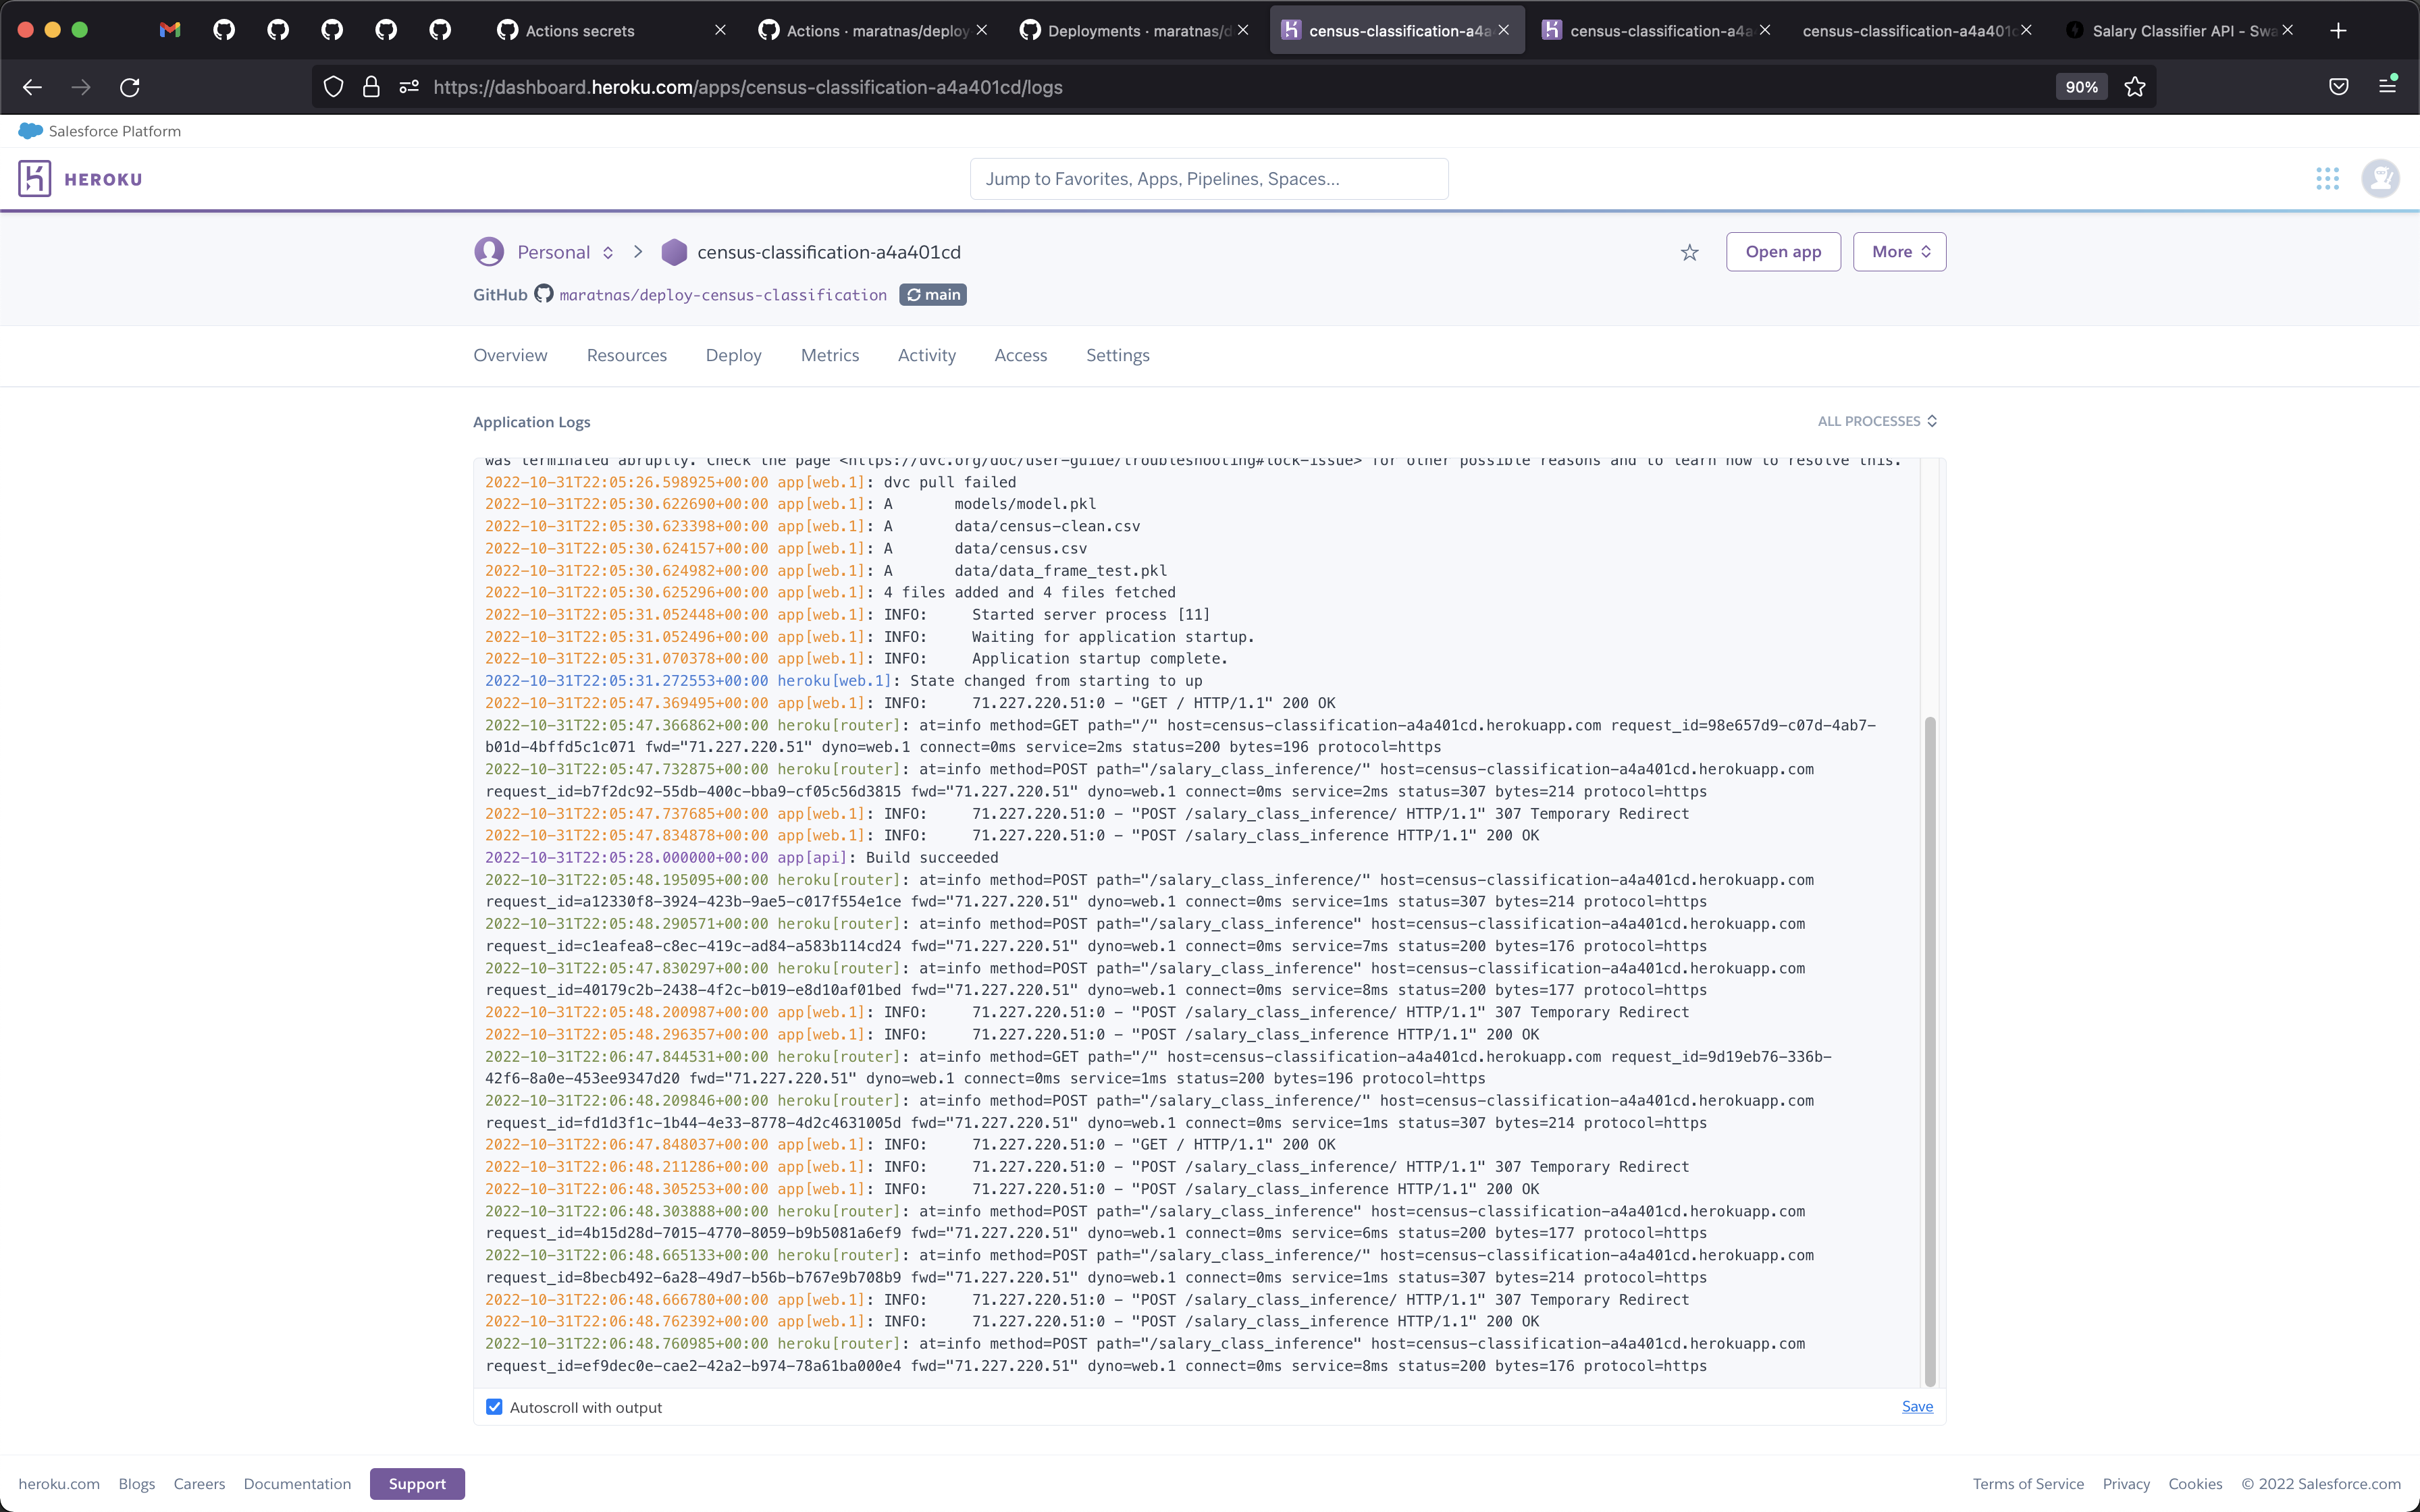 Actions secrets
Actions · maratnas/deploy
Deployments · maratnas/d
census-classification-a4a
census-classification-a4a
census-classification-a4a401c
Salary Classifier API - Swa
https://dashboard.heroku.com/apps/census-classification-a4a401cd/logs
90%
Salesforce Platform
HEROKU
Jump to Favorites, Apps, Pipelines, Spaces...
Personal
census-classification-a4a401cd
Open app
More
GitHub maratnas/deploy-census-classification main
Overview Resources Deploy Metrics Activity Access Settings
Application Logs
ALL PROCESSES
was terminated abruptly. Check the page <https://dvc.org/doc/user-guide/troubleshooting#lock-issue> for other possible reasons and to learn how to resolve this.
2022-10-31T22:05:26.598925+00:00 app[web.1]: dvc pull failed
2022-10-31T22:05:30.622690+00:00 app[web.1]: A       models/model.pkl
2022-10-31T22:05:30.623398+00:00 app[web.1]: A       data/census-clean.csv
2022-10-31T22:05:30.624157+00:00 app[web.1]: A       data/census.csv
2022-10-31T22:05:30.624982+00:00 app[web.1]: A       data/data_frame_test.pkl
2022-10-31T22:05:30.625296+00:00 app[web.1]: 4 files added and 4 files fetched
2022-10-31T22:05:31.052448+00:00 app[web.1]: INFO:     Started server process [11]
2022-10-31T22:05:31.052496+00:00 app[web.1]: INFO:     Waiting for application startup.
2022-10-31T22:05:31.070378+00:00 app[web.1]: INFO:     Application startup complete.
2022-10-31T22:05:31.272553+00:00 heroku[web.1]: State changed from starting to up
2022-10-31T22:05:47.369495+00:00 app[web.1]: INFO:     71.227.220.51:0 - "GET / HTTP/1.1" 200 OK
2022-10-31T22:05:47.366862+00:00 heroku[router]: at=info method=GET path="/" host=census-classification-a4a401cd.herokuapp.com request_id=98e657d9-c07d-4ab7-
b01d-4bffd5c1c071 fwd="71.227.220.51" dyno=web.1 connect=0ms service=2ms status=200 bytes=196 protocol=https
2022-10-31T22:05:47.732875+00:00 heroku[router]: at=info method=POST path="/salary_class_inference/" host=census-classification-a4a401cd.herokuapp.com
request_id=b7f2dc92-55db-400c-bba9-cf05c56d3815 fwd="71.227.220.51" dyno=web.1 connect=0ms service=2ms status=307 bytes=214 protocol=https
2022-10-31T22:05:47.737685+00:00 app[web.1]: INFO:     71.227.220.51:0 - "POST /salary_class_inference/ HTTP/1.1" 307 Temporary Redirect
2022-10-31T22:05:47.834878+00:00 app[web.1]: INFO:     71.227.220.51:0 - "POST /salary_class_inference HTTP/1.1" 200 OK
2022-10-31T22:05:28.000000+00:00 app[api]: Build succeeded
2022-10-31T22:05:48.195095+00:00 heroku[router]: at=info method=POST path="/salary_class_inference/" host=census-classification-a4a401cd.herokuapp.com
request_id=a12330f8-3924-423b-9ae5-c017f554e1ce fwd="71.227.220.51" dyno=web.1 connect=0ms service=1ms status=307 bytes=214 protocol=https
2022-10-31T22:05:48.290571+00:00 heroku[router]: at=info method=POST path="/salary_class_inference" host=census-classification-a4a401cd.herokuapp.com
request_id=c1eafea8-c8ec-419c-ad84-a583b114cd24 fwd="71.227.220.51" dyno=web.1 connect=0ms service=7ms status=200 bytes=176 protocol=https
2022-10-31T22:05:47.830297+00:00 heroku[router]: at=info method=POST path="/salary_class_inference" host=census-classification-a4a401cd.herokuapp.com
request_id=40179c2b-2438-4f2c-b019-e8d10af01bed fwd="71.227.220.51" dyno=web.1 connect=0ms service=8ms status=200 bytes=177 protocol=https
2022-10-31T22:05:48.200987+00:00 app[web.1]: INFO:     71.227.220.51:0 - "POST /salary_class_inference/ HTTP/1.1" 307 Temporary Redirect
2022-10-31T22:05:48.296357+00:00 app[web.1]: INFO:     71.227.220.51:0 - "POST /salary_class_inference HTTP/1.1" 200 OK
2022-10-31T22:06:47.844531+00:00 heroku[router]: at=info method=GET path="/" host=census-classification-a4a401cd.herokuapp.com request_id=9d19eb76-336b-
42f6-8a0e-453ee9347d20 fwd="71.227.220.51" dyno=web.1 connect=0ms service=1ms status=200 bytes=196 protocol=https
2022-10-31T22:06:48.209846+00:00 heroku[router]: at=info method=POST path="/salary_class_inference/" host=census-classification-a4a401cd.herokuapp.com
request_id=fd1d3f1c-1b44-4e33-8778-4d2c4631005d fwd="71.227.220.51" dyno=web.1 connect=0ms service=1ms status=307 bytes=214 protocol=https
2022-10-31T22:06:47.848037+00:00 app[web.1]: INFO:     71.227.220.51:0 - "GET / HTTP/1.1" 200 OK
2022-10-31T22:06:48.211286+00:00 app[web.1]: INFO:     71.227.220.51:0 - "POST /salary_class_inference/ HTTP/1.1" 307 Temporary Redirect
2022-10-31T22:06:48.305253+00:00 app[web.1]: INFO:     71.227.220.51:0 - "POST /salary_class_inference HTTP/1.1" 200 OK
2022-10-31T22:06:48.303888+00:00 heroku[router]: at=info method=POST path="/salary_class_inference" host=census-classification-a4a401cd.herokuapp.com
request_id=4b15d28d-7015-4770-8059-b9b5081a6ef9 fwd="71.227.220.51" dyno=web.1 connect=0ms service=6ms status=200 bytes=177 protocol=https
2022-10-31T22:06:48.665133+00:00 heroku[router]: at=info method=POST path="/salary_class_inference/" host=census-classification-a4a401cd.herokuapp.com
request_id=8becb492-6a28-49d7-b56b-b767e9b708b9 fwd="71.227.220.51" dyno=web.1 connect=0ms service=1ms status=307 bytes=214 protocol=https
2022-10-31T22:06:48.666780+00:00 app[web.1]: INFO:     71.227.220.51:0 - "POST /salary_class_inference/ HTTP/1.1" 307 Temporary Redirect
2022-10-31T22:06:48.762392+00:00 app[web.1]: INFO:     71.227.220.51:0 - "POST /salary_class_inference HTTP/1.1" 200 OK
2022-10-31T22:06:48.760985+00:00 heroku[router]: at=info method=POST path="/salary_class_inference" host=census-classification-a4a401cd.herokuapp.com
request_id=ef9dec0e-cae2-42a2-b974-78a61ba000e4 fwd="71.227.220.51" dyno=web.1 connect=0ms service=8ms status=200 bytes=176 protocol=https
Autoscroll with output
Save
heroku.com Blogs Careers Documentation Support
Terms of Service Privacy Cookies © 2022 Salesforce.com